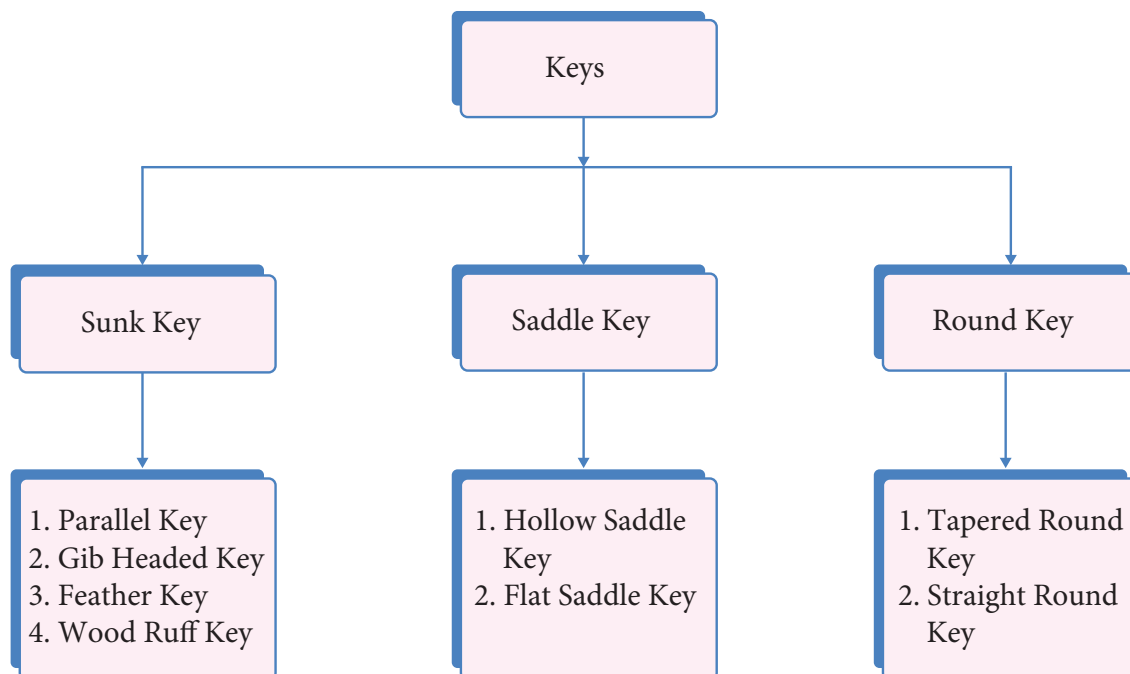 Keys
Sunk Key
Saddle Key
Round Key
1. Parallel Key
2. Gib Headed Key
3. Feather Key
4. Wood Ruff Key
1. Hollow Saddle
Key
2. Flat Saddle Key
1. Tapered Round
Key
2. Straight Round
Key